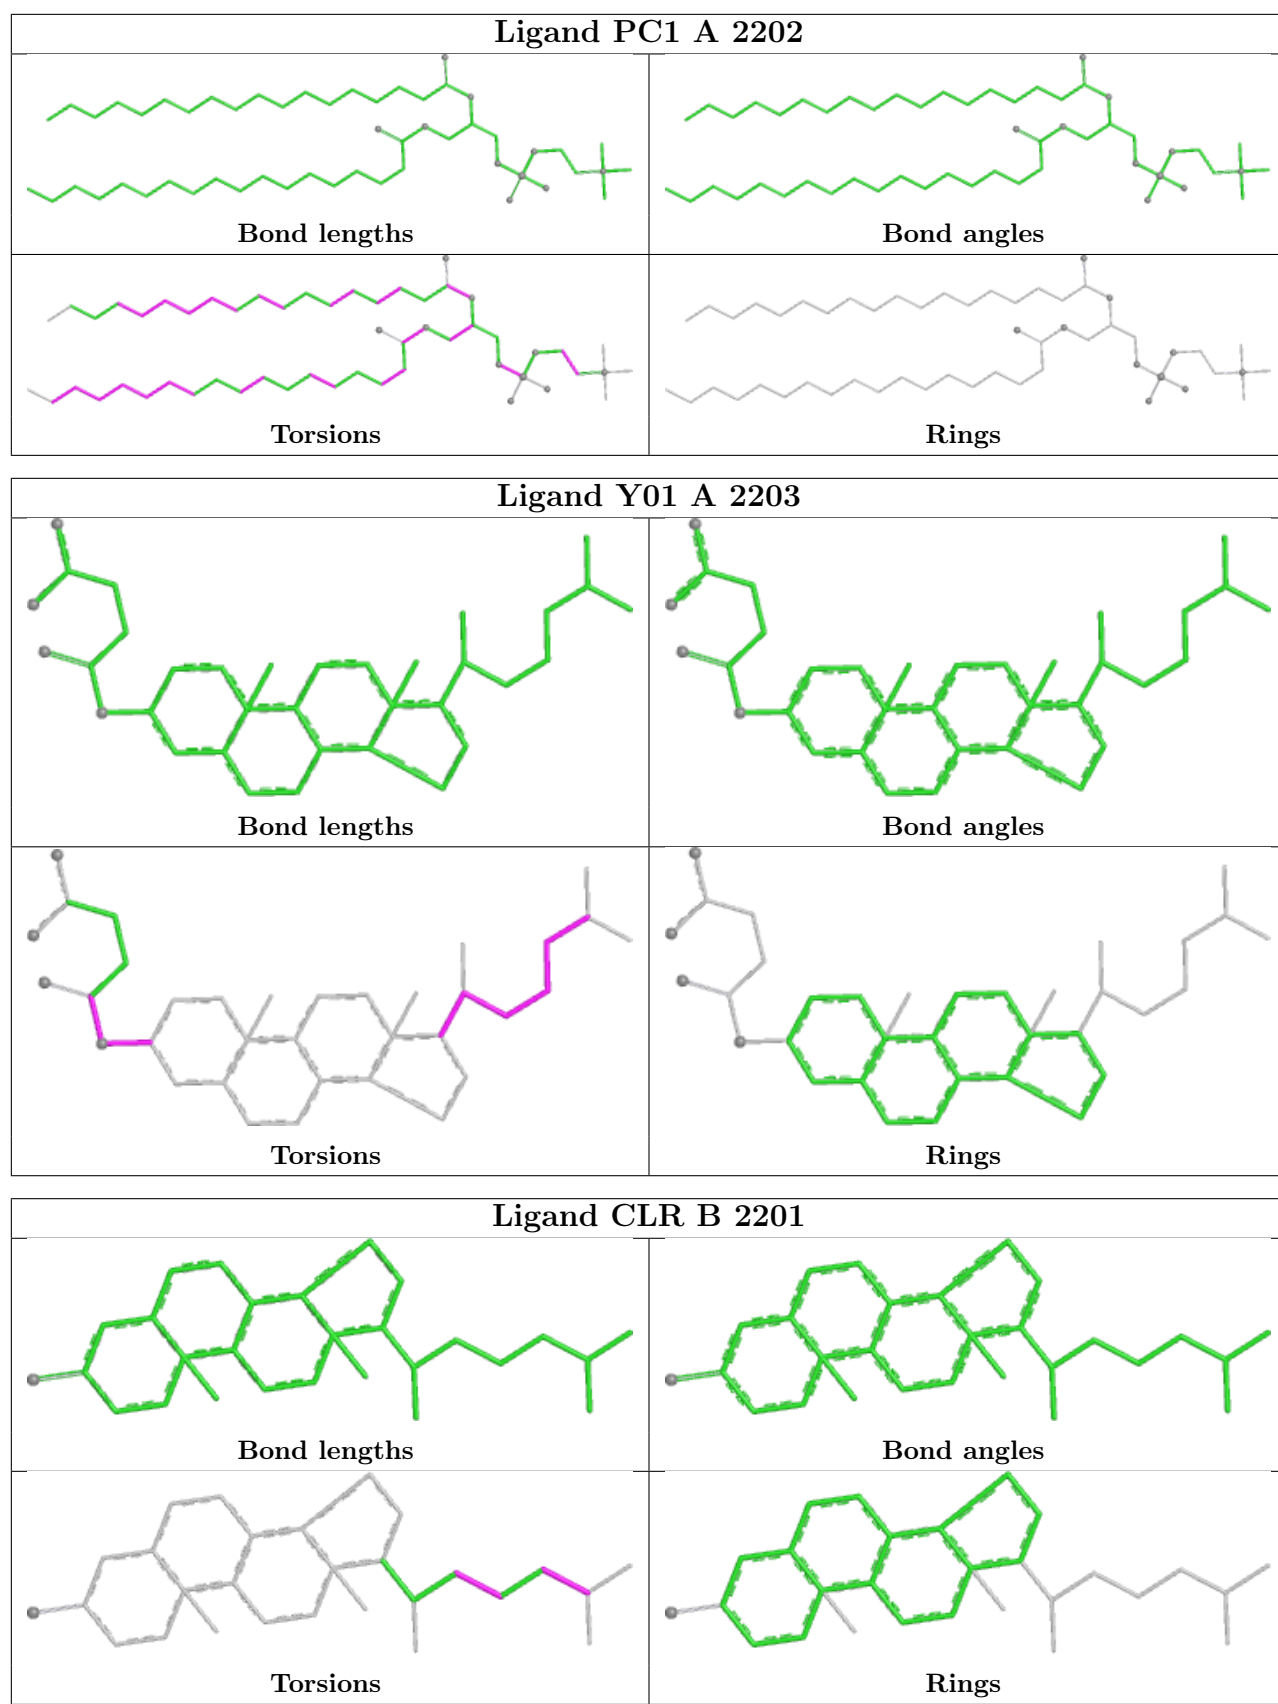 Ligand PC1 A 2202
Bond lengths
Bond angles
Torsions
Rings
Ligand Y01 A 2203
Bond lengths
Bond angles
Torsions
Rings
Ligand CLR B 2201
Bond lengths
Bond angles
Torsions
Rings